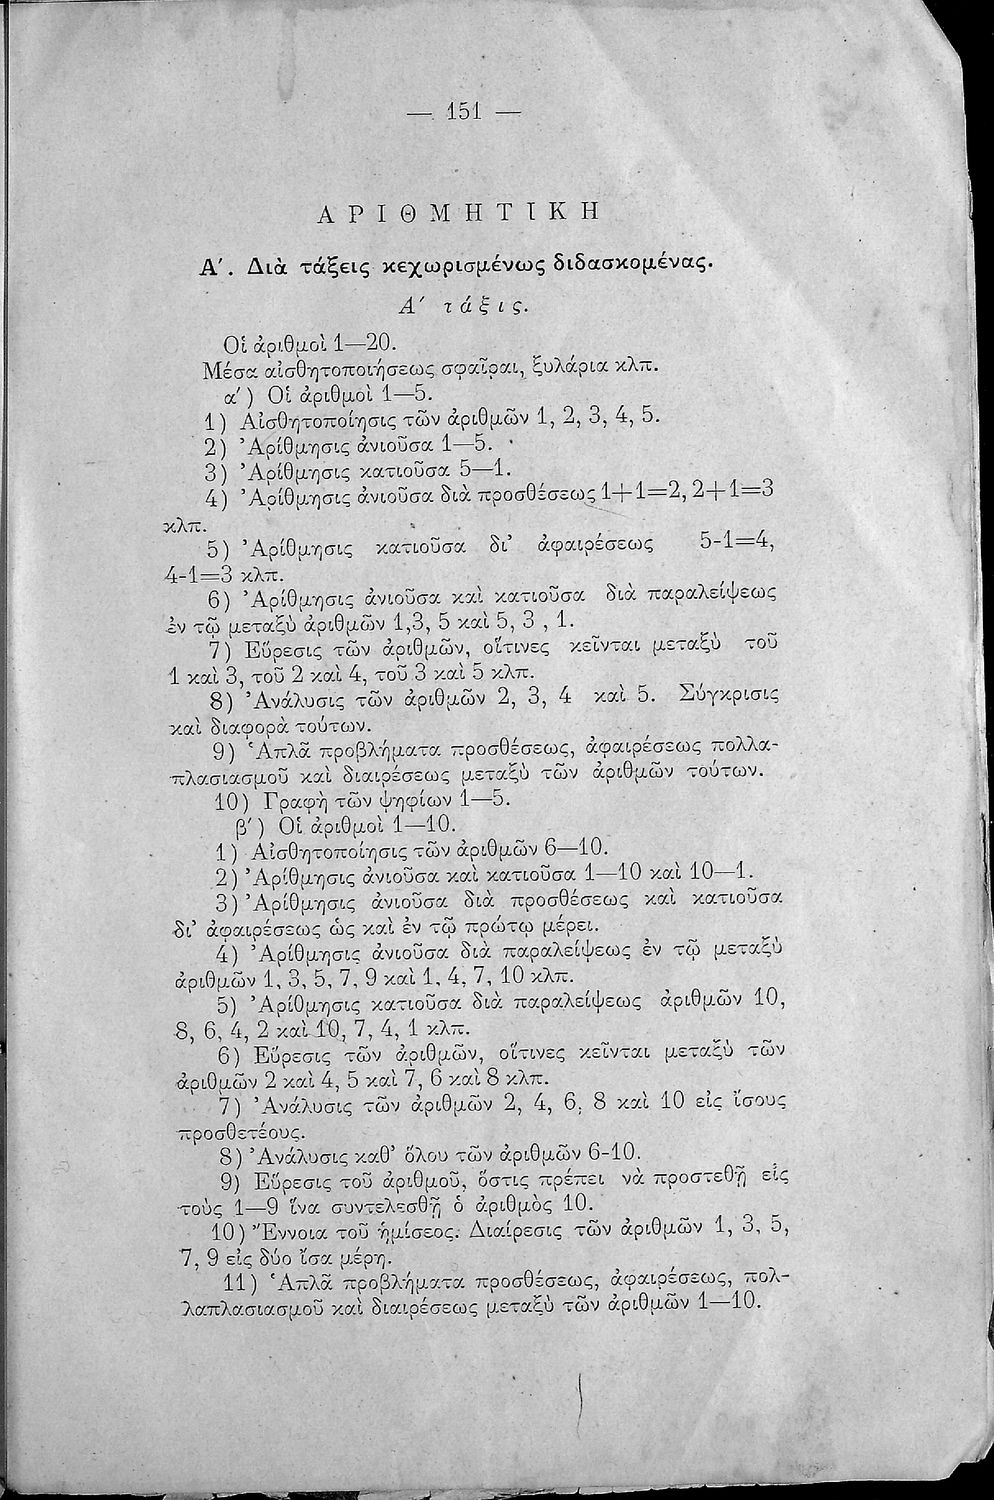 — 151 —
ΑΡΙΘΜΗΤΙΚΗ
Α΄. Διὰ τάξεις κεχωρισμένως διδασκομένας.
Α΄ τάξις.
Οἱ ἀριθμοὶ 1—20.
Μέσα αἰσθητοποιήσεως σφαῖραι, ξυλάρια κλπ.
α΄) Οἱ ἀριθμοὶ 1—5.
1) Αἰσθητοποίησις τῶν ἀριθμῶν 1, 2, 3, 4, 5.
2) Ἀρίθμησις ἀνιοῦσα 1—5.
3) Ἀρίθμησις κατιοῦσα 5—1.
4) Ἀρίθμησις ἀνιοῦσα διὰ προσθέσεως 1+1=2, 2+1=3
κλπ.
5) Ἀρίθμησις κατιοῦσα δι’ ἀφαιρέσεως 5-1=4,
4-1=3 κλπ.
6) Ἀρίθμησις ἀνιοῦσα καὶ κατιοῦσα διὰ παραλείψεως
ἐν τῷ μεταξὺ ἀριθμῶν 1,3, 5 καὶ 5, 3 , 1.
7) Εὕρεσις τῶν ἀριθμῶν, οἵτινες κεῖνται μεταξὺ τοῦ
1 καὶ 3, τοῦ 2 καὶ 4, τοῦ 3 καὶ 5 κλπ.
8) Ἀνάλυσις τῶν ἀριθμῶν 2, 3, 4 καὶ 5. Σύγκρισις
καὶ διαφορὰ τούτων.
9) Ἁπλᾶ προβλήματα προσθέσεως, ἀφαιρέσεως πολλα-
πλασιασμοῦ καὶ διαιρέσεως μεταξὺ τῶν ἀριθμῶν τούτων.
10) Γραφὴ τῶν ψηφίων 1—5.
β΄) Οἱ ἀριθμοὶ 1—10.
1) Αἰσθητοποίησις τῶν ἀριθμῶν 6—10.
2) Ἀρίθμησις ἀνιοῦσα καὶ κατιοῦσα 1—10 καὶ 10—1.
3) Ἀρίθμησις ἀνιοῦσα διὰ προσθέσεως καὶ κατιοῦσα
δι’ ἀφαιρέσεως ὡς καὶ ἐν τῷ πρώτῳ μέρει.
4) Ἀρίθμησις ἀνιοῦσα διὰ παραλείψεως ἐν τῷ μεταξὺ
ἀριθμῶν 1, 3, 5, 7, 9 καὶ 1, 4, 7, 10 κλπ.
5) Ἀρίθμησις κατιοῦσα διὰ παραλείψεως ἀριθμῶν 10,
8, 6, 4, 2 καὶ 10, 7, 4, 1 κλπ.
6) Εὕρεσις τῶν ἀριθμῶν, οἵτινες κεῖνται μεταξὺ τῶν
ἀριθμῶν 2 καὶ 4, 5 καὶ 7, 6 καὶ 8 κλπ.
7) Ἀνάλυσις τῶν ἀριθμῶν 2, 4, 6, 8 καὶ 10 εἰς ἴσους
προσθετέους.
8) Ἀνάλυσις καθ’ ὅλου τῶν ἀριθμῶν 6-10.
9) Εὕρεσις τοῦ ἀριθμοῦ, ὅστις πρέπει νὰ προστεθῇ εἰς
τοὺς 1—9 ἵνα συντελεσθῇ ὁ ἀριθμὸς 10.
10) Ἔννοια τοῦ ἡμίσεος. Διαίρεσις τῶν ἀριθμῶν 1, 3, 5,
7, 9 εἰς δύο ἴσα μέρη.
11) Ἁπλᾶ προβλήματα προσθέσεως, ἀφαιρέσεως, πολ-
λαπλασιασμοῦ καὶ διαιρέσεως μεταξὺ τῶν ἀριθμῶν 1—10.